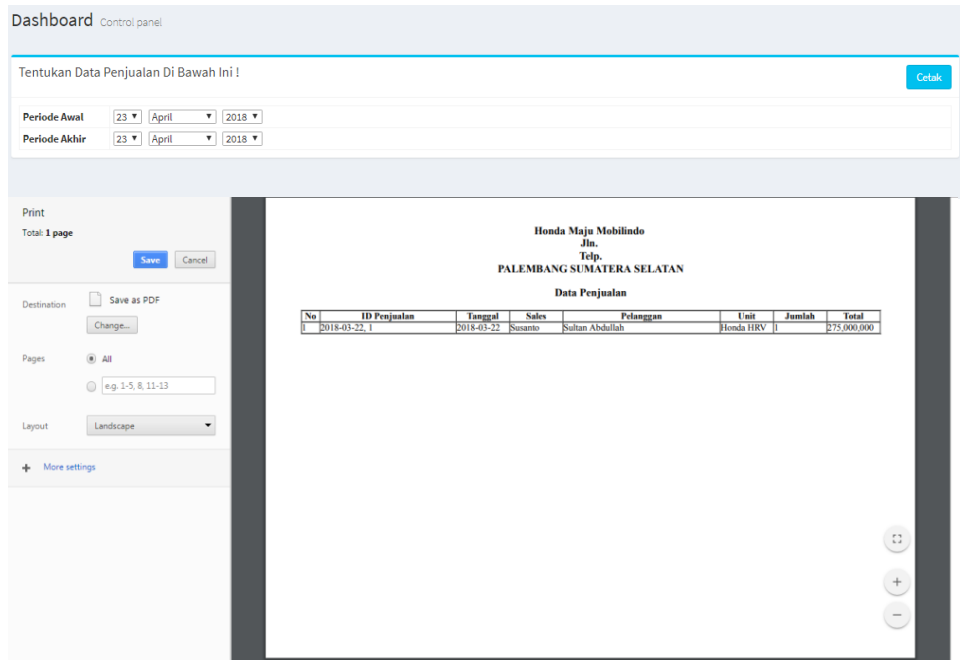 Dashboard Control panel
Tentukan Data Penjualan Di Bawah Ini !
Cetak
Periode Awal 23 April 2018
Periode Akhir 23 April 2018
Print
Total: 1 page
Save Cancel
Destination Save as PDF
Change...
Pages All
e.g. 1-5, 8, 11-13
Layout Landscape
+ More settings
Honda Maju Mobilindo
Jln.
Telp.
PALEMBANG SUMATERA SELATAN
Data Penjualan
No ID Penjualan Tanggal Sales Pelanggan Unit Jumlah Total
1 2018-03-22, 1 2018-03-22 Susanto Sultan Abdullah Honda HRV 1 275,000,000